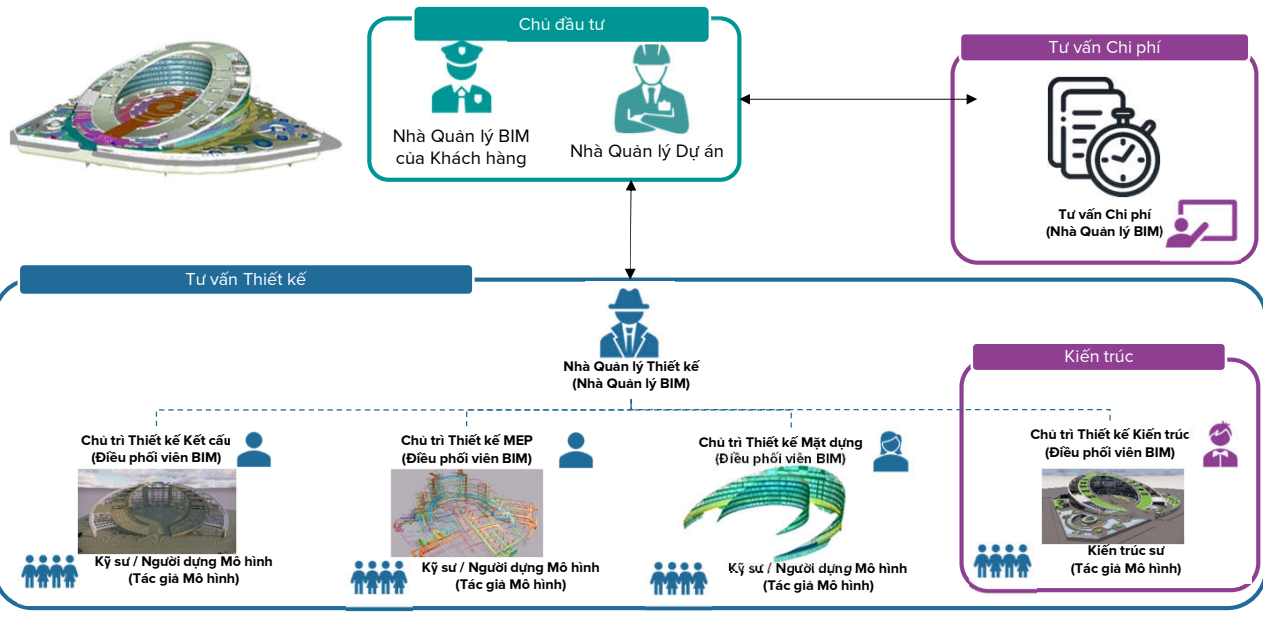 Chủ đầu tư
Nhà Quản lý BIM
của Khách hàng
Nhà Quản lý Dự án
Tư vấn Chi phí
Tư vấn Chi phí
(Nhà Quản lý BIM)
Tư vấn Thiết kế
Nhà Quản lý Thiết kế
(Nhà Quản lý BIM)
Kiến trúc
Chủ trì Thiết kế Kết cấu
(Điều phối viên BIM)
Chủ trì Thiết kế MEP
(Điều phối viên BIM)
Chủ trì Thiết kế Mặt dựng
(Điều phối viên BIM)
Chủ trì Thiết kế Kiến trúc
(Điều phối viên BIM)
Kỹ sư / Người dựng Mô hình
(Tác giả Mô hình)
Kỹ sư / Người dựng Mô hình
(Tác giả Mô hình)
Kỹ sư / Người dựng Mô hình
(Tác giả Mô hình)
Kiến trúc sư
(Tác giả Mô hình)